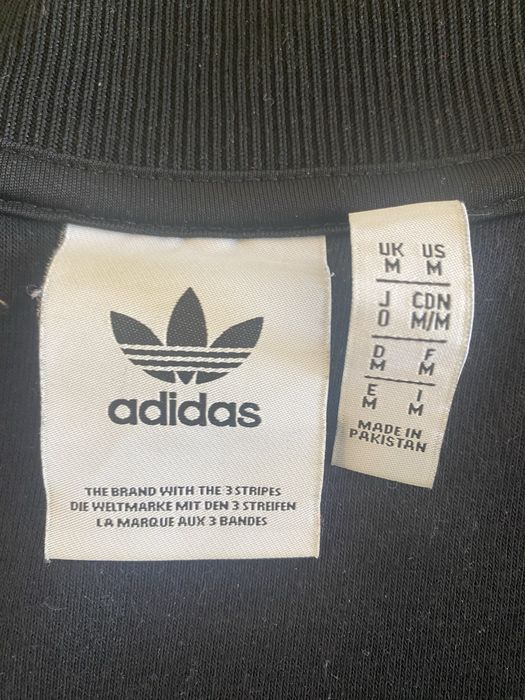 adidas
THE BRAND WITH THE 3 STRIPES
DIE WELTMARKE MIT DEN 3 STREIFEN
LA MARQUE AUX 3 BANDES
UK US
M M
J CDN
O M/M
D F
M M
E I
M M
MADE IN
PAKISTAN